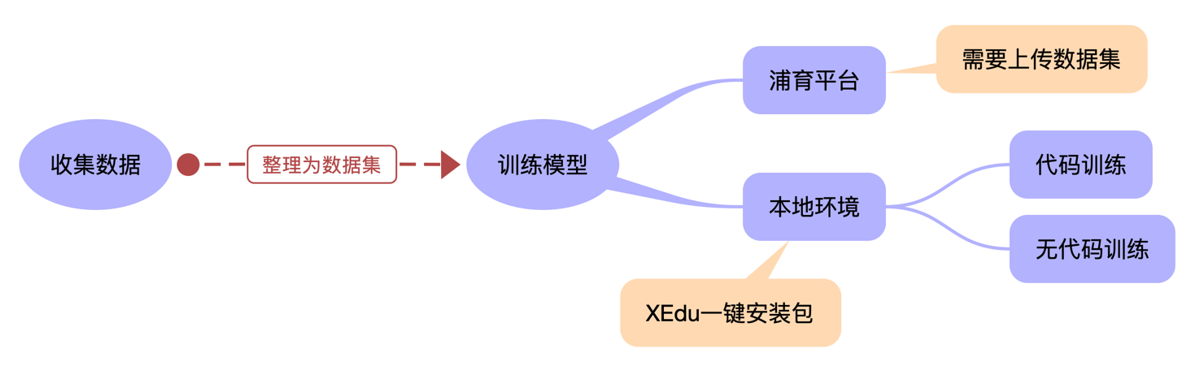 收集数据
整理为数据集
训练模型
浦育平台
需要上传数据集
本地环境
XEdu一键安装包
代码训练
无代码训练